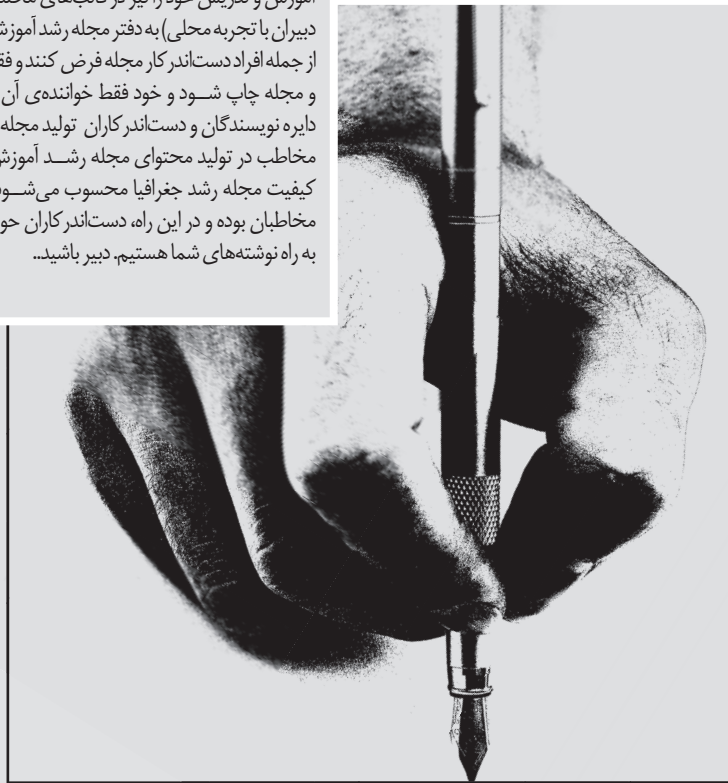 دبیران با تجربه محلی) به دفتر مجله رشد آموزش
از جمله افراد دست‌اندرکار مجله فرض کنند و فق
و مجله چاپ شــود و خود فقط خواننده‌ی آن
دایره نویسندگان و دست‌اندرکاران تولید مجله
مخاطب در تولید محتوای مجله رشــد آموزش
کیفیت مجله رشد جغرافیا محسوب می‌شــو
مخاطبان بوده و در این راه، دست‌اندرکاران حو
به راه نوشته‌های شما هستیم. دبیر باشید..